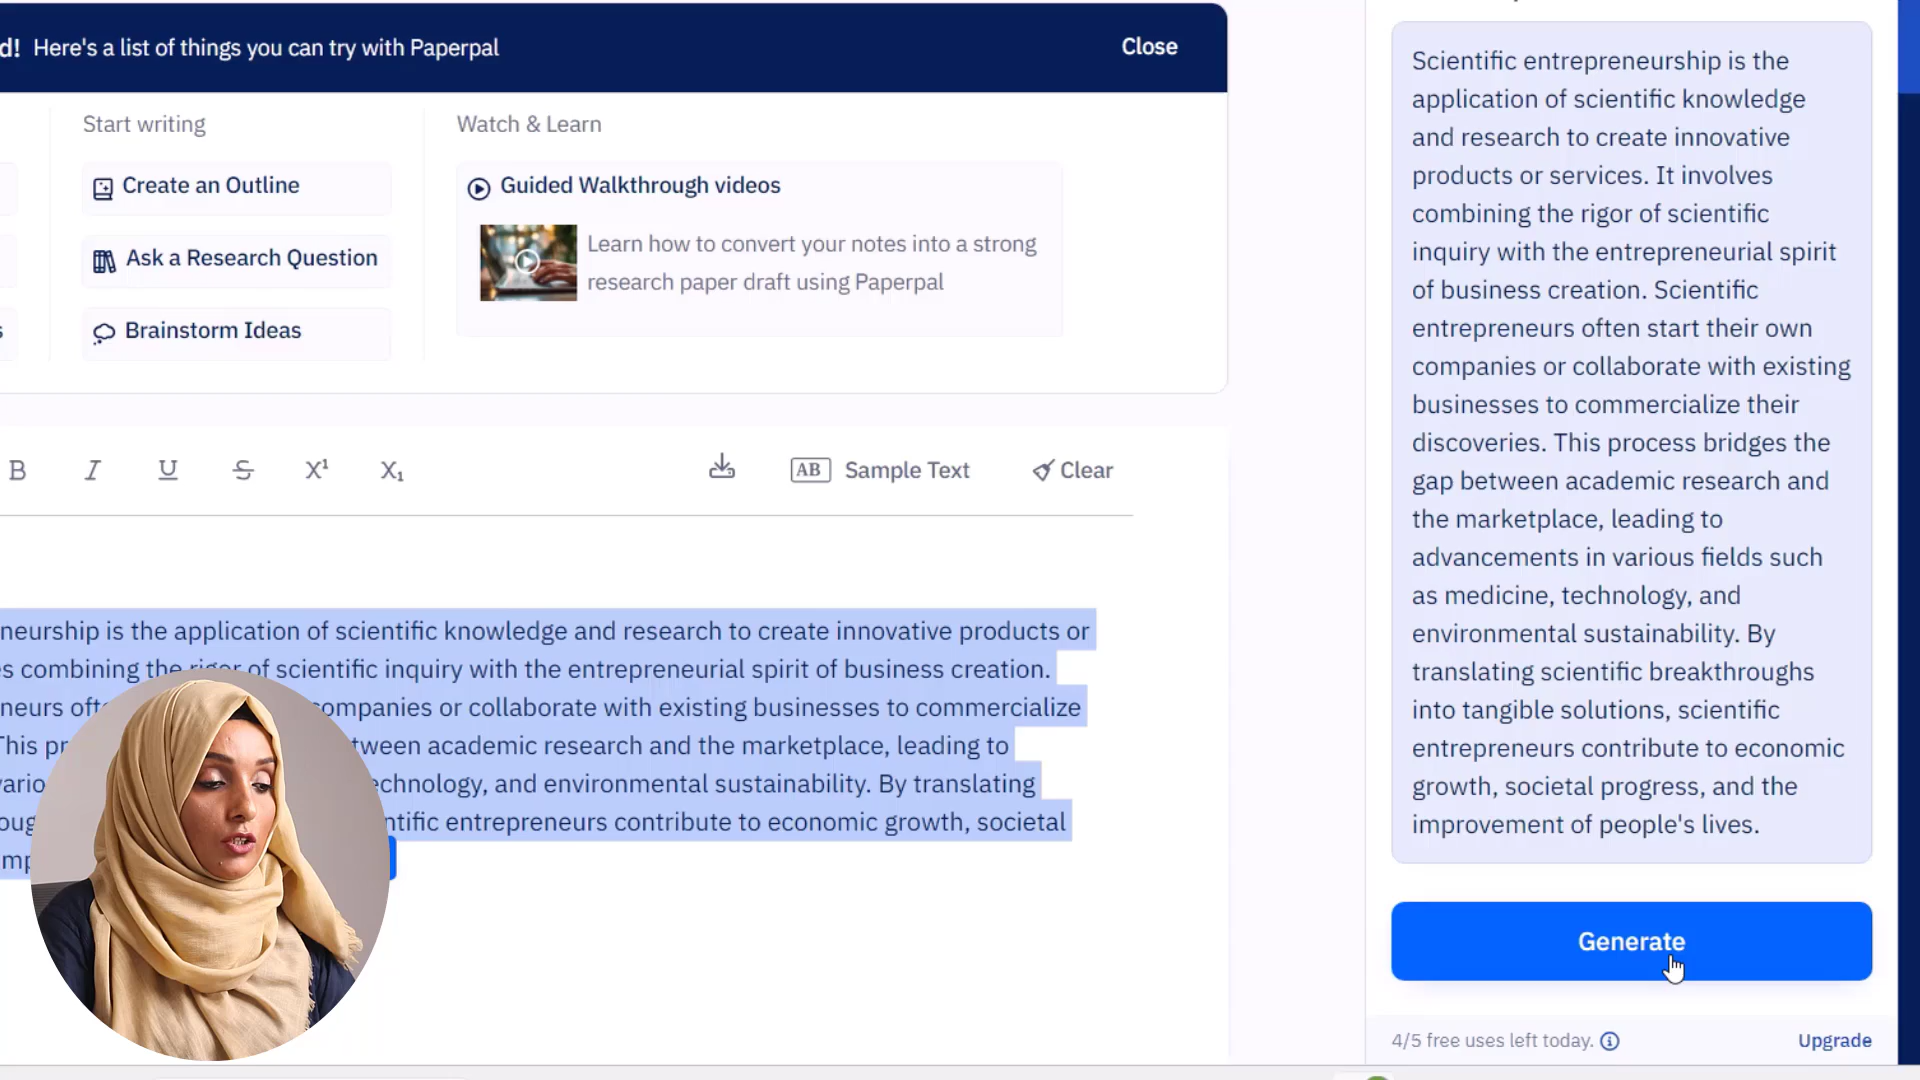 d! Here's a list of things you can try with Paperpal
Close
Start writing
Create an Outline
Ask a Research Question
Brainstorm Ideas
s
Watch & Learn
Guided Walkthrough videos
Learn how to convert your notes into a strong
research paper draft using Paperpal
B I U S X¹ X₁
AB Sample Text
Clear
neurship is the application of scientific knowledge and research to create innovative products or
s combining the rigor of scientific inquiry with the entrepreneurial spirit of business creation.
neurs ofte ompanies or collaborate with existing businesses to commercialize
This pr tween academic research and the marketplace, leading to
vario echnology, and environmental sustainability. By translating
oug ntific entrepreneurs contribute to economic growth, societal
mp
Scientific entrepreneurship is the
application of scientific knowledge
and research to create innovative
products or services. It involves
combining the rigor of scientific
inquiry with the entrepreneurial spirit
of business creation. Scientific
entrepreneurs often start their own
companies or collaborate with existing
businesses to commercialize their
discoveries. This process bridges the
gap between academic research and
the marketplace, leading to
advancements in various fields such
as medicine, technology, and
environmental sustainability. By
translating scientific breakthroughs
into tangible solutions, scientific
entrepreneurs contribute to economic
growth, societal progress, and the
improvement of people's lives.
Generate
4/5 free uses left today.
Upgrade